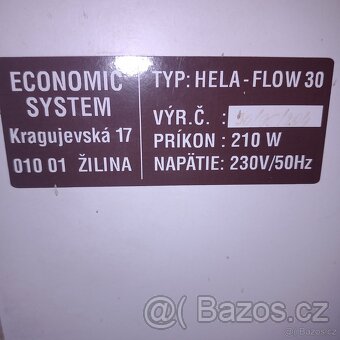 ECONOMIC
SYSTEM
Kragujevská 17
010 01 ŽILINA
TYP: HELA - FLOW 30
VÝR.Č. :
PRÍKON : 210 W
NAPÄTIE: 230V/50Hz
© Bazos.cz